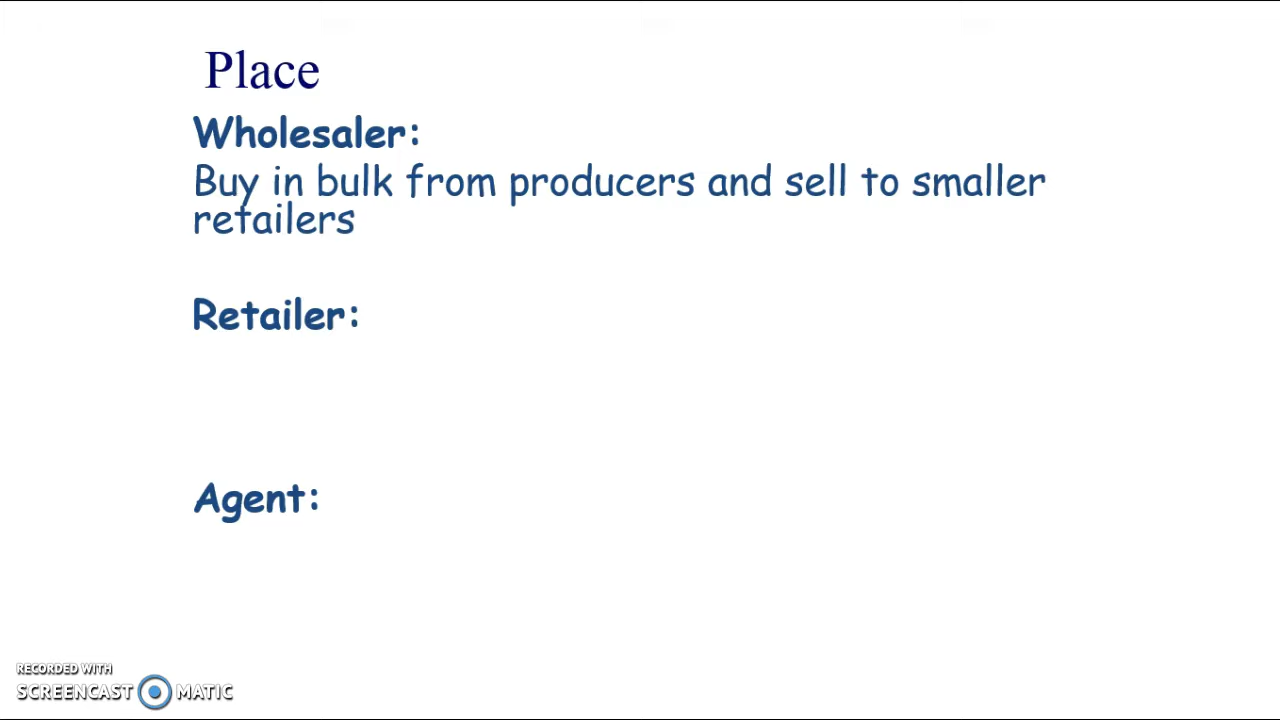 Place
Wholesaler:
Buy in bulk from producers and sell to smaller
retailers
Retailer:
Agent:
RECORDED WITH
SCREENCAST MATIC